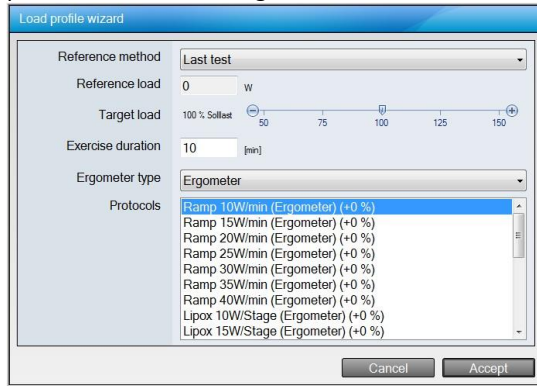 Load profile wizard
Reference method Last test
Reference load 0 W
Target load 100 % Solllast 50 75 100 125 150
Exercise duration 10 [min]
Ergometer type Ergometer
Protocols Ramp 10W/min (Ergometer) (+0 %)
Ramp 15W/min (Ergometer) (+0 %)
Ramp 20W/min (Ergometer) (+0 %)
Ramp 25W/min (Ergometer) (+0 %)
Ramp 30W/min (Ergometer) (+0 %)
Ramp 35W/min (Ergometer) (+0 %)
Ramp 40W/min (Ergometer) (+0 %)
Lipox 10W/Stage (Ergometer) (+0 %)
Lipox 15W/Stage (Ergometer) (+0 %)
Cancel Accept